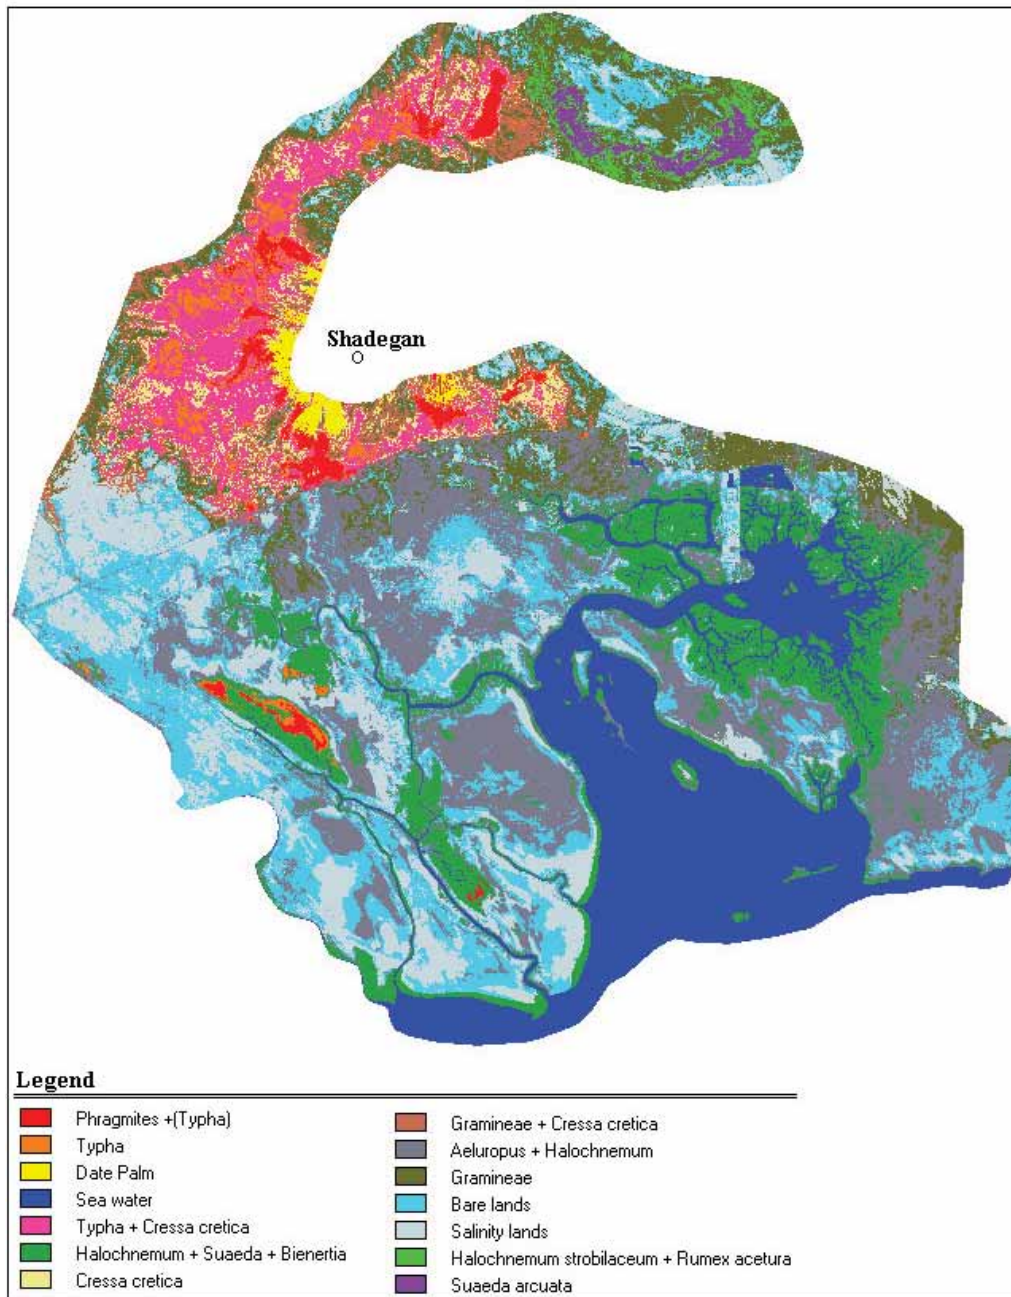 Shadegan
Legend
Phragmites +(Typha)
Typha
Date Palm
Sea water
Typha + Cressa cretica
Halochnemum + Suaeda + Bienertia
Cressa cretica
Gramineae + Cressa cretica
Aeluropus + Halochnemum
Gramineae
Bare lands
Salinity lands
Halochnemum strobilaceum + Rumex acetura
Suaeda arcuata